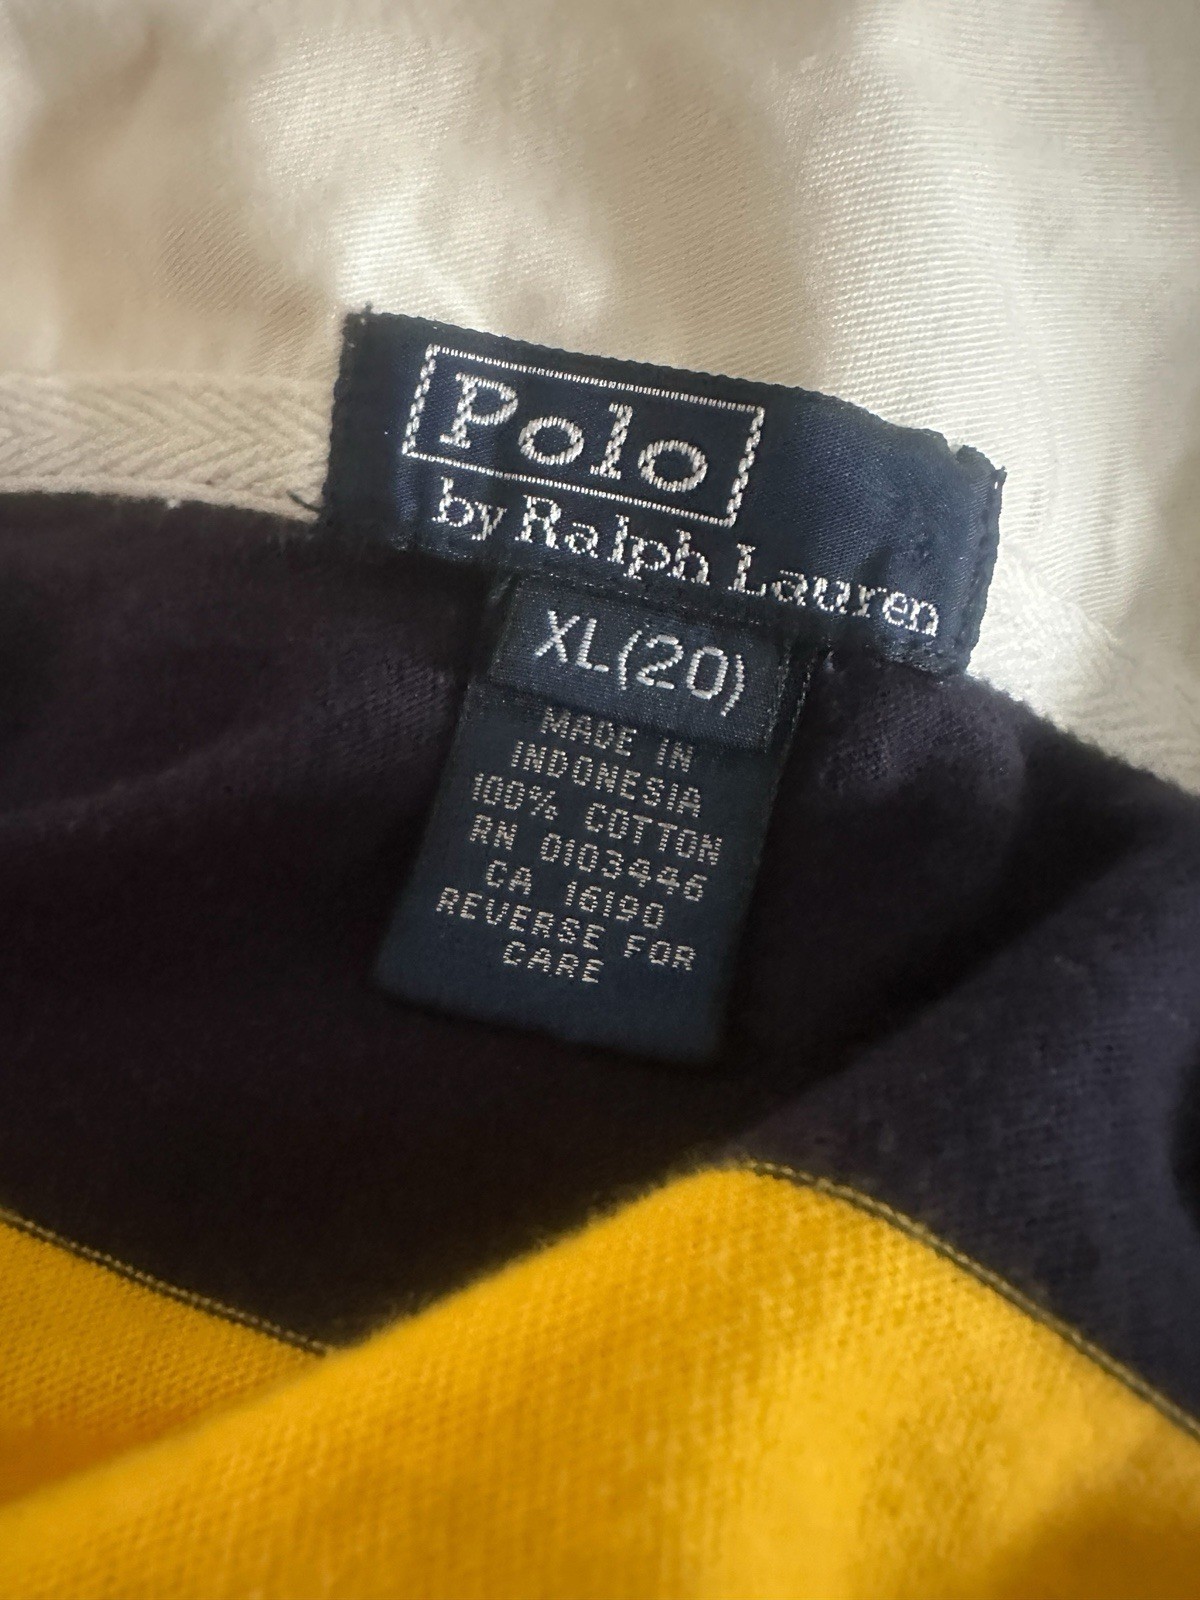 Polo
by Ralph Lauren
XL(20)
MADE IN
INDONESIA
100% COTTON
RN 0103446
CA 16190
REVERSE FOR
CARE